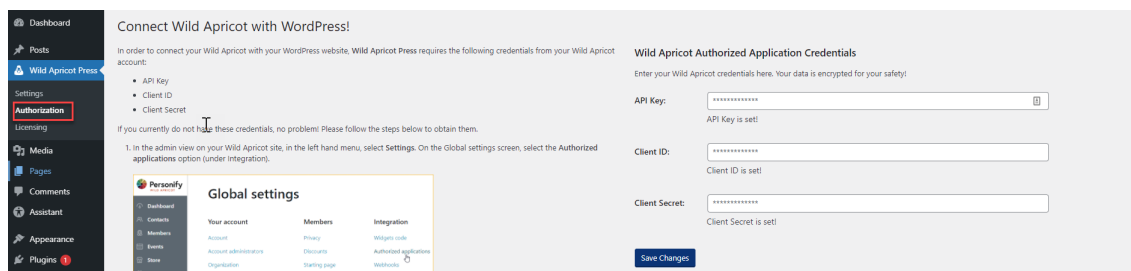 Dashboard
Posts
Wild Apricot Press
Settings
Authorization
Licensing
Media
Pages
Comments
Assistant
Appearance
Plugins 1
Connect Wild Apricot with WordPress!
In order to connect your Wild Apricot with your WordPress website, Wild Apricot Press requires the following credentials from your Wild Apricot
account:
• API Key
• Client ID
• Client Secret
If you currently do not have these credentials, no problem! Please follow the steps below to obtain them.
1. In the admin view on your Wild Apricot site, in the left hand menu, select Settings. On the Global settings screen, select the Authorized
applications option (under Integration).
Personify
WILD APRICOT
Dashboard
Contacts
Members
Events
Store
Global settings
Your account
Account
Account administrators
Organization
Members
Privacy
Discounts
Starting page
Integration
Widgets code
Authorized applications
Webhooks
Wild Apricot Authorized Application Credentials
Enter your Wild Apricot credentials here. Your data is encrypted for your safety!
API Key:
*************
API Key is set!
Client ID:
*************
Client ID is set!
Client Secret:
*************
Client Secret is set!
Save Changes